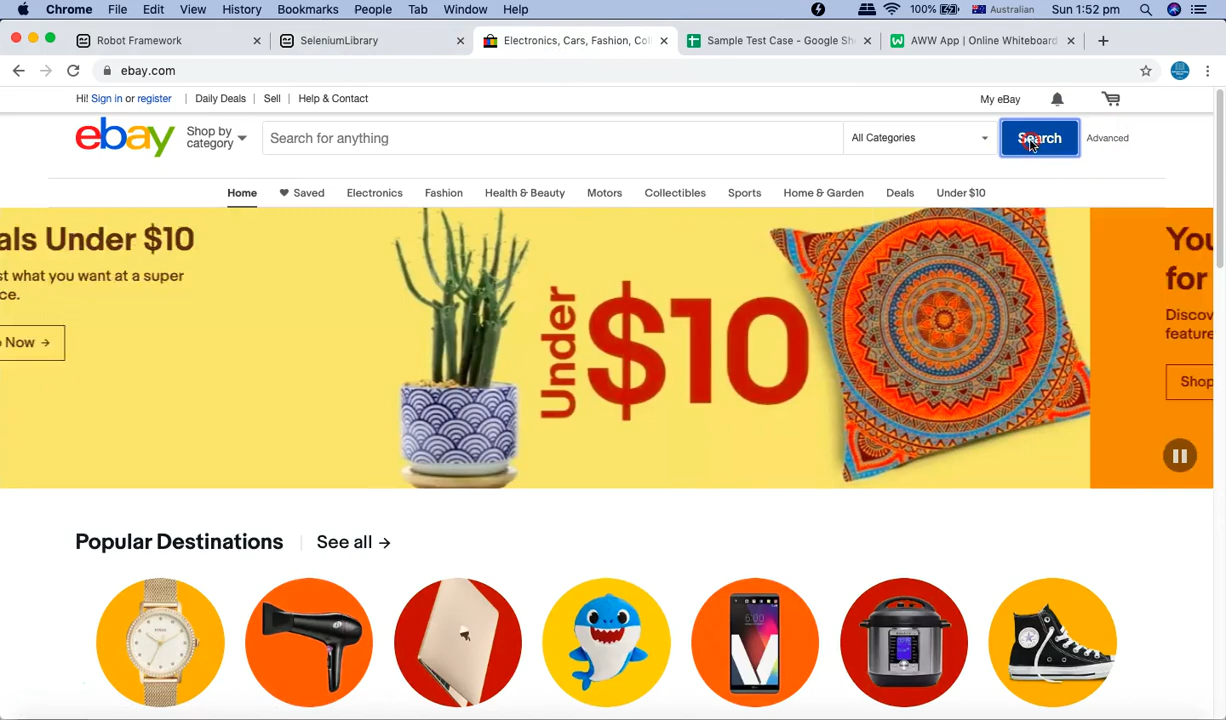 Chrome File Edit View History Bookmarks People Tab Window Help 100% Australian Sun 1:52 pm
Robot Framework
SeleniumLibrary
Electronics, Cars, Fashion, Col
Sample Test Case - Google Sh
AWW App | Online Whiteboard
ebay.com
Hi! Sign in or register Daily Deals Sell Help & Contact My eBay
ebay
Shop by
category
Search for anything
All Categories
Search
Advanced
Home Saved Electronics Fashion Health & Beauty Motors Collectibles Sports Home & Garden Deals Under $10
als Under $10
st what you want at a super
ce.
Now →
Under $10
You
for
Discov
feature
Shop
Popular Destinations See all →
6:00